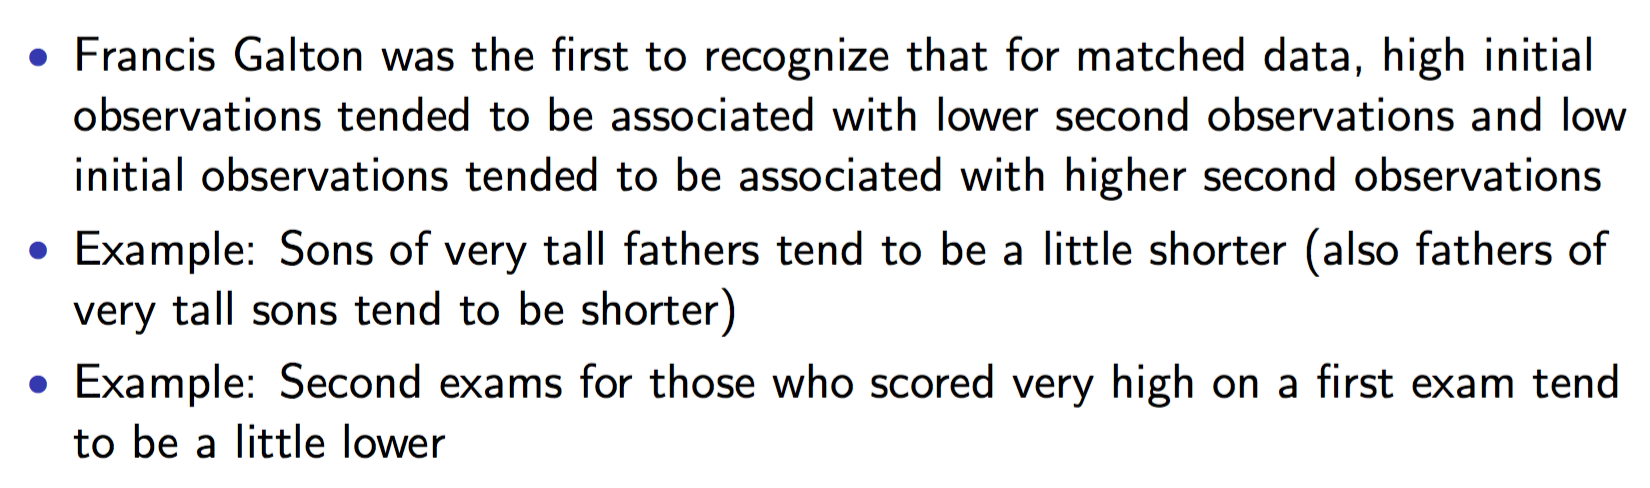 • Francis Galton was the first to recognize that for matched data, high initial
observations tended to be associated with lower second observations and low
initial observations tended to be associated with higher second observations
• Example: Sons of very tall fathers tend to be a little shorter (also fathers of
very tall sons tend to be shorter)
• Example: Second exams for those who scored very high on a first exam tend
to be a little lower